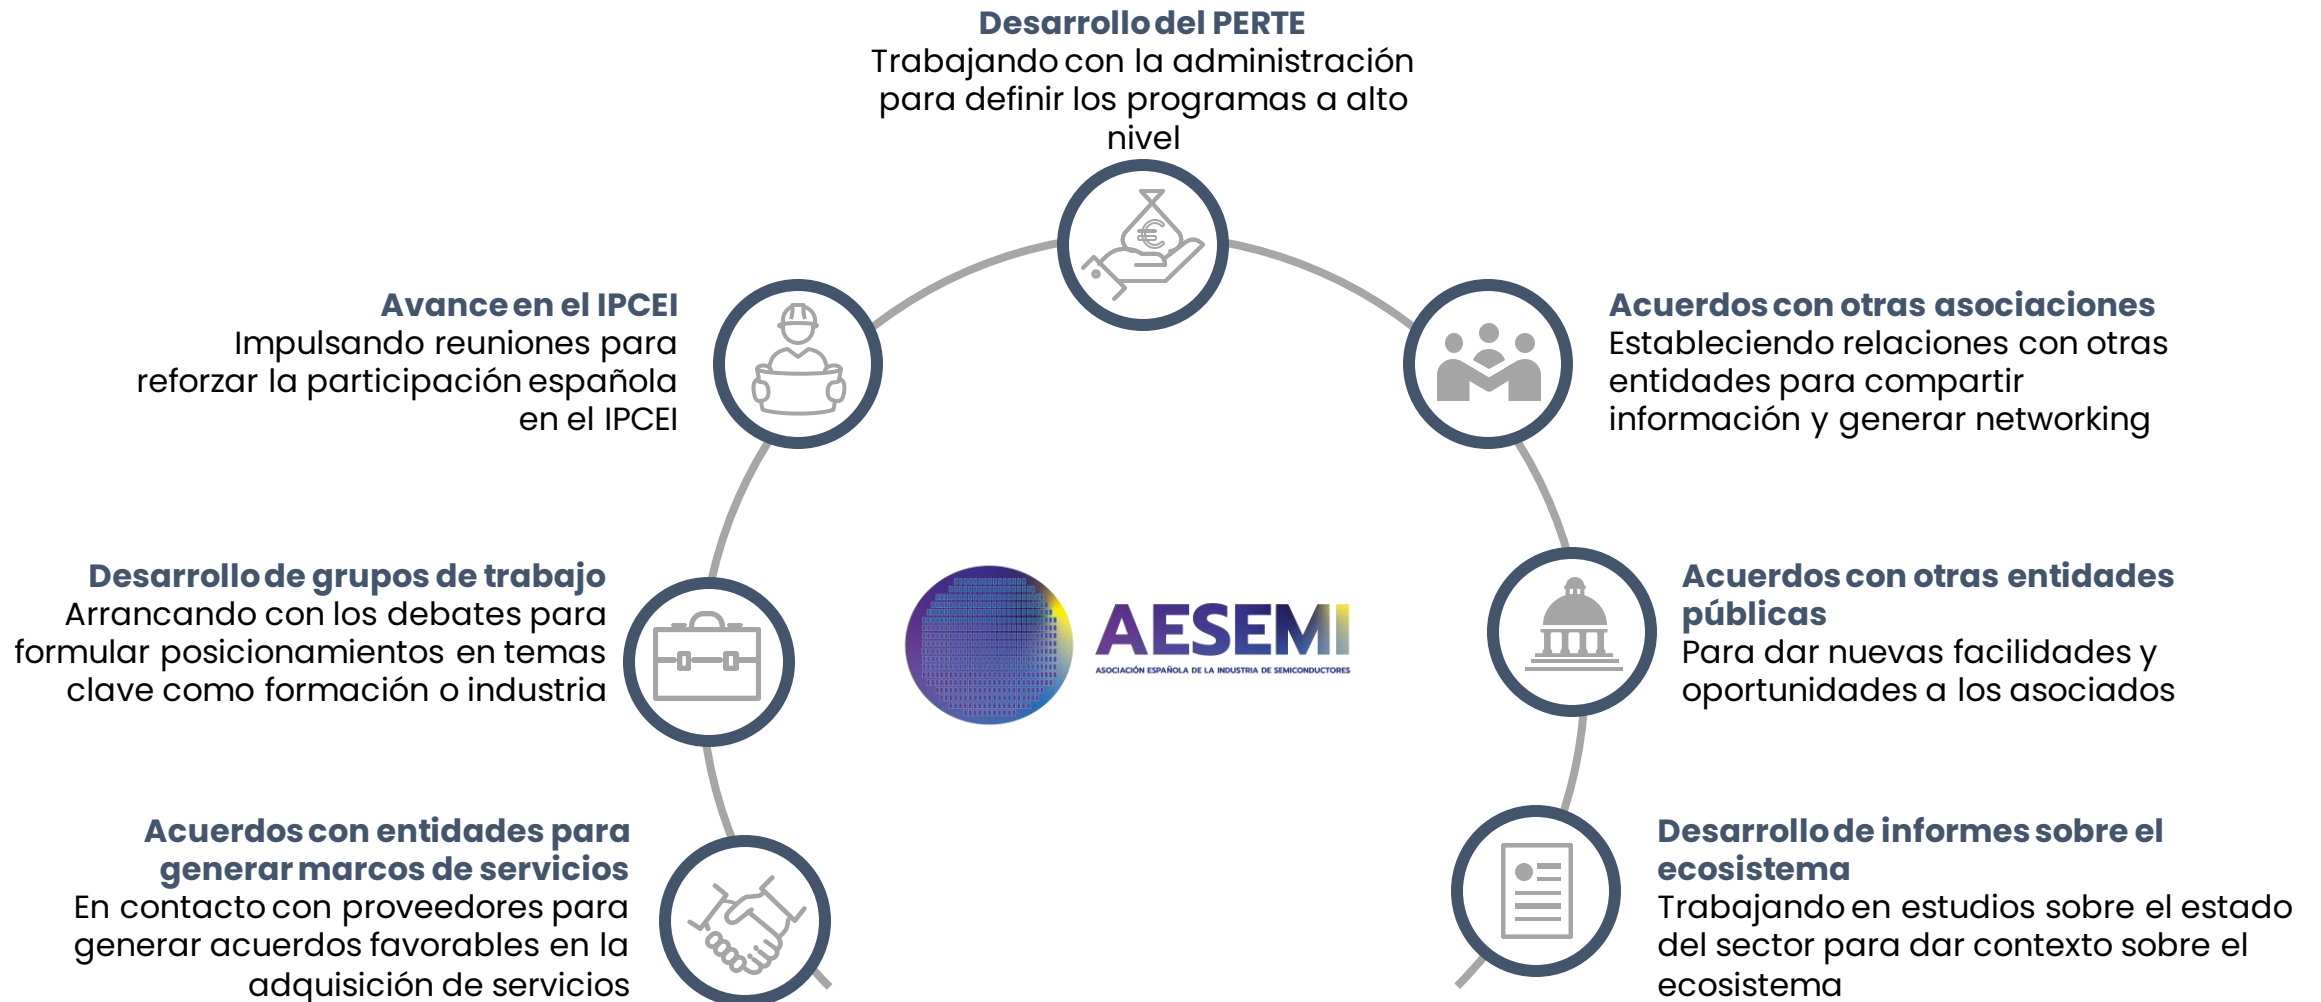 Desarrollo del PERTE
Trabajando con la administración
para definir los programas a alto
nivel
Avance en el IPCEI
Impulsando reuniones para
reforzar la participación española
en el IPCEI
Acuerdos con otras asociaciones
Estableciendo relaciones con otras
entidades para compartir
información y generar networking
Desarrollo de grupos de trabajo
Arrancando con los debates para
formular posicionamientos en temas
clave como formación o industria
AESEMI
ASOCIACIÓN ESPAÑOLA DE LA INDUSTRIA DE SEMICONDUCTORES
Acuerdos con otras entidades
públicas
Para dar nuevas facilidades y
oportunidades a los asociados
Acuerdos con entidades para
generar marcos de servicios
En contacto con proveedores para
generar acuerdos favorables en la
adquisición de servicios
Desarrollo de informes sobre el
ecosistema
Trabajando en estudios sobre el estado
del sector para dar contexto sobre el
ecosistema